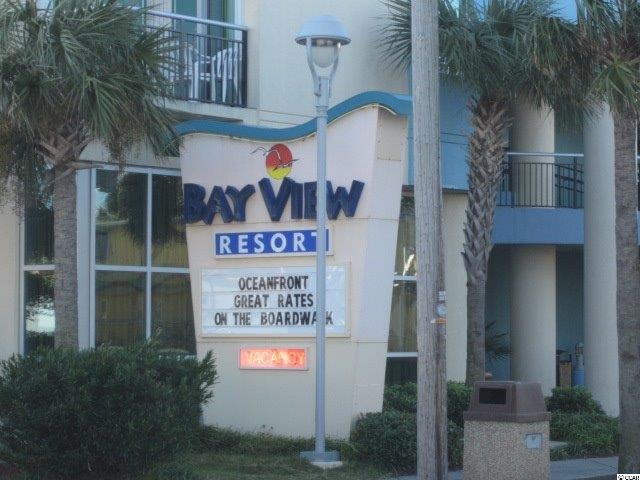 BAY VIEW
RESORT
OCEANFRONT
GREAT RATES
ON THE BOARDWALK
VACANCY